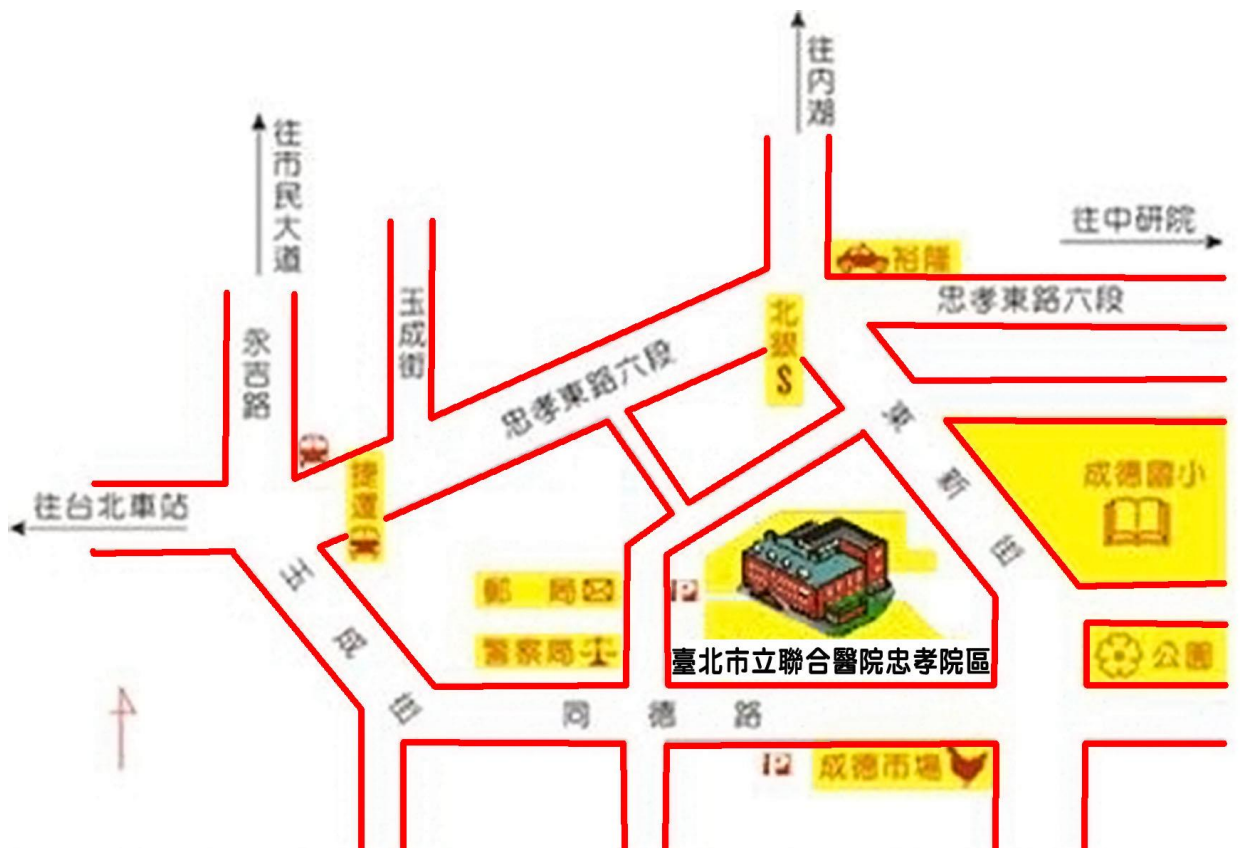 往內湖
往市民大道
往中研院
裕隆
忠孝東路六段
玉成街
北銀
S
永吉路
忠孝東路六段
東新街
捷運
成德國小
往台北車站
玉成街
郵局
P
警察局
臺北市立聯合醫院忠孝院區
公園
同德路
P
成德市場